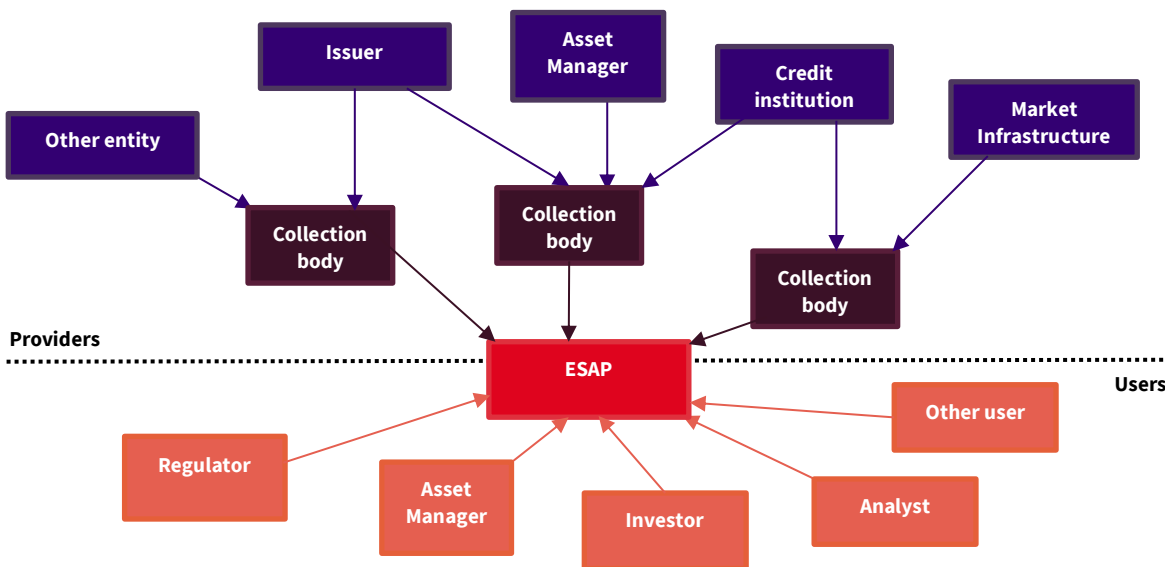 Issuer
Asset
Manager
Credit
institution
Market
Infrastructure
Other entity
Collection
body
Collection
body
Collection
body
Providers
ESAP
Users
Other user
Regulator
Asset
Manager
Investor
Analyst